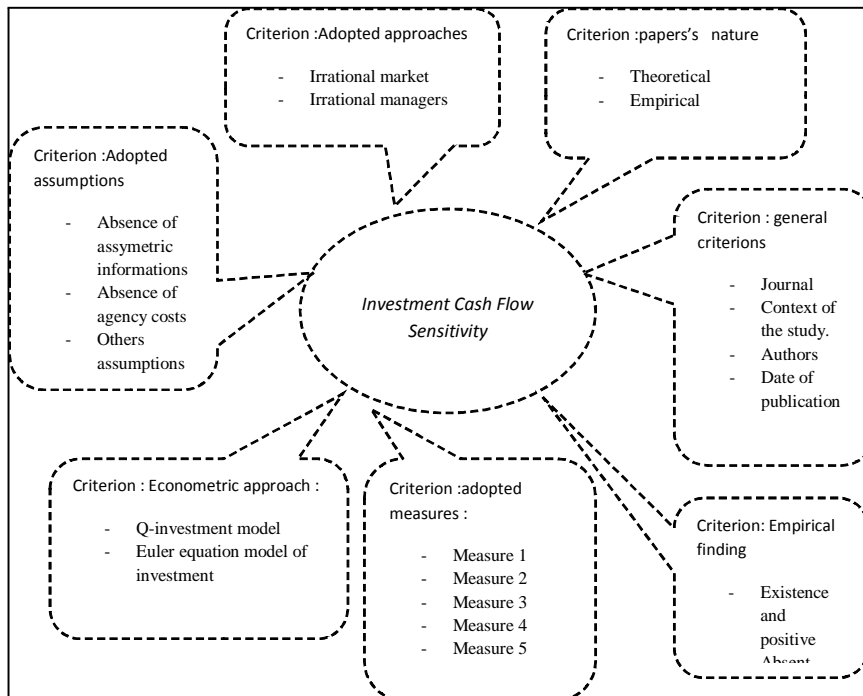 Criterion :Adopted approaches
- Irrational market
- Irrational managers
Criterion :papers's nature
- Theoretical
- Empirical
Criterion :Adopted
assumptions
- Absence of
assymetric
informations
- Absence of
agency costs
- Others
assumptions
Criterion : general
criterions
- Journal
- Context of
the study.
- Authors
- Date of
publication
Investment Cash Flow
Sensitivity
Criterion : Econometric approach :
- Q-investment model
- Euler equation model of
investment
Criterion :adopted
measures :
- Measure 1
- Measure 2
- Measure 3
- Measure 4
- Measure 5
Criterion: Empirical
finding
- Existence
and
positive
Absent